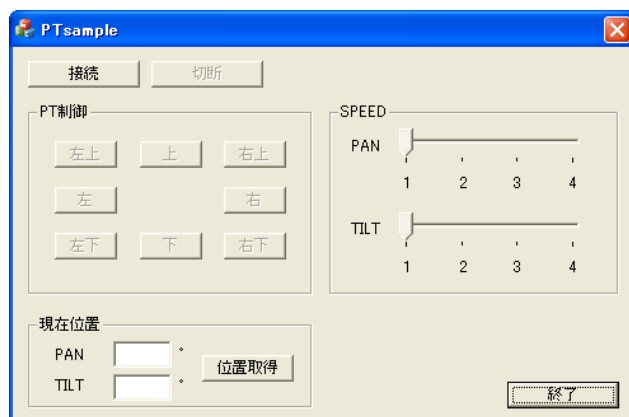 PTsample
接続 切断
PT制御
左上 上 右上
左 右
左下 下 右下
SPEED
PAN
1 2 3 4
TILT
1 2 3 4
現在位置
PAN °
TILT °
位置取得
終了